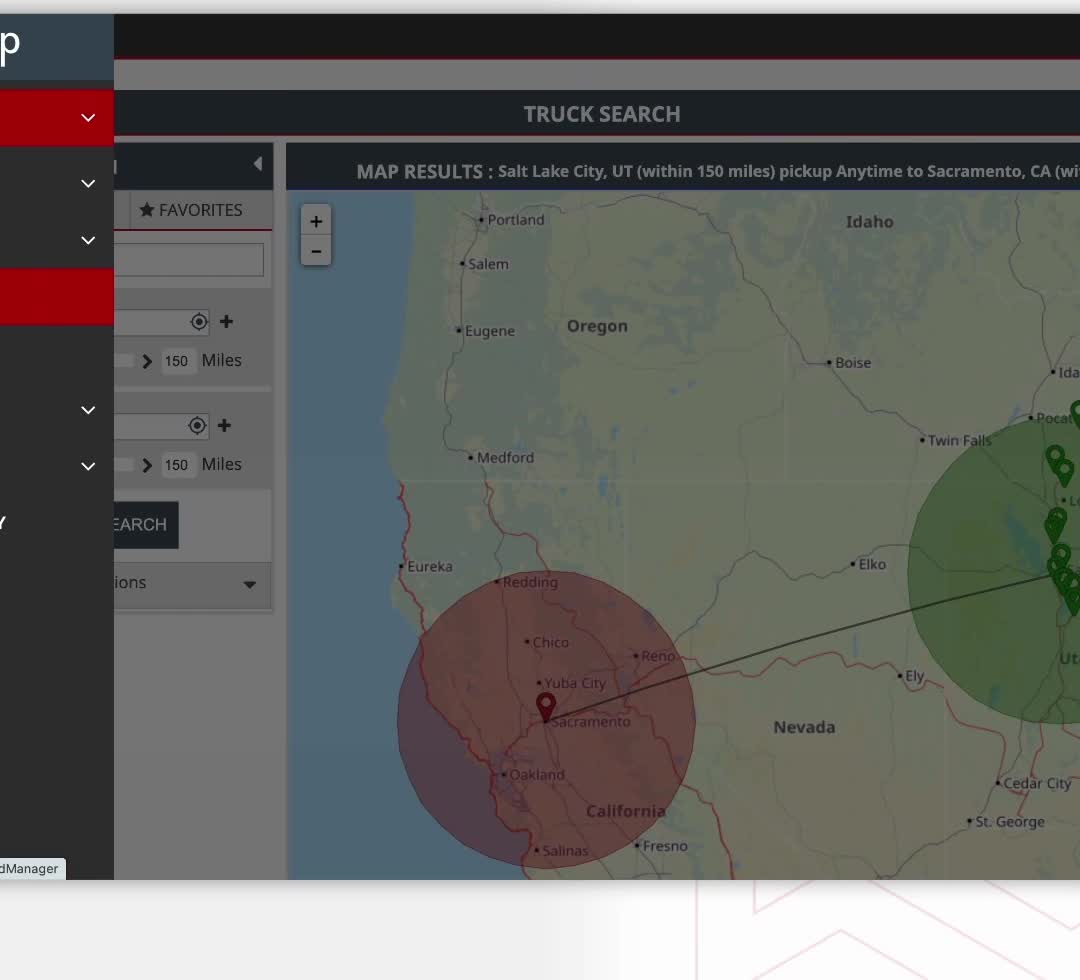 p
TRUCK SEARCH
MAP RESULTS : Salt Lake City, UT (within 150 miles) pickup Anytime to Sacramento, CA (wi
FAVORITES
+
−
150 Miles
150 Miles
EARCH
ions
Y
dManager
Portland
Idaho
Salem
Oregon
Eugene
Boise
Ida
Pocat
Twin Falls
Medford
Elko
Eureka
Redding
Chico
Reno
Yuba City
Ely
Sacramento
Nevada
Oakland
Cedar City
California
St. George
Fresno
Salinas